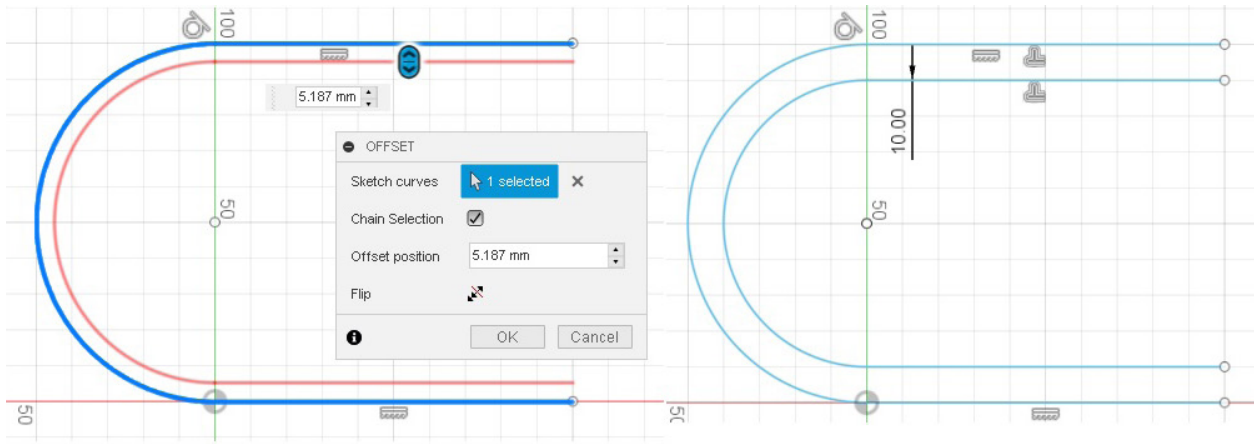 100
5.187 mm
OFFSET
Sketch curves
1 selected
Chain Selection
Offset position
5.187 mm
Flip
OK
Cancel
50
50
100
10.00
50
50